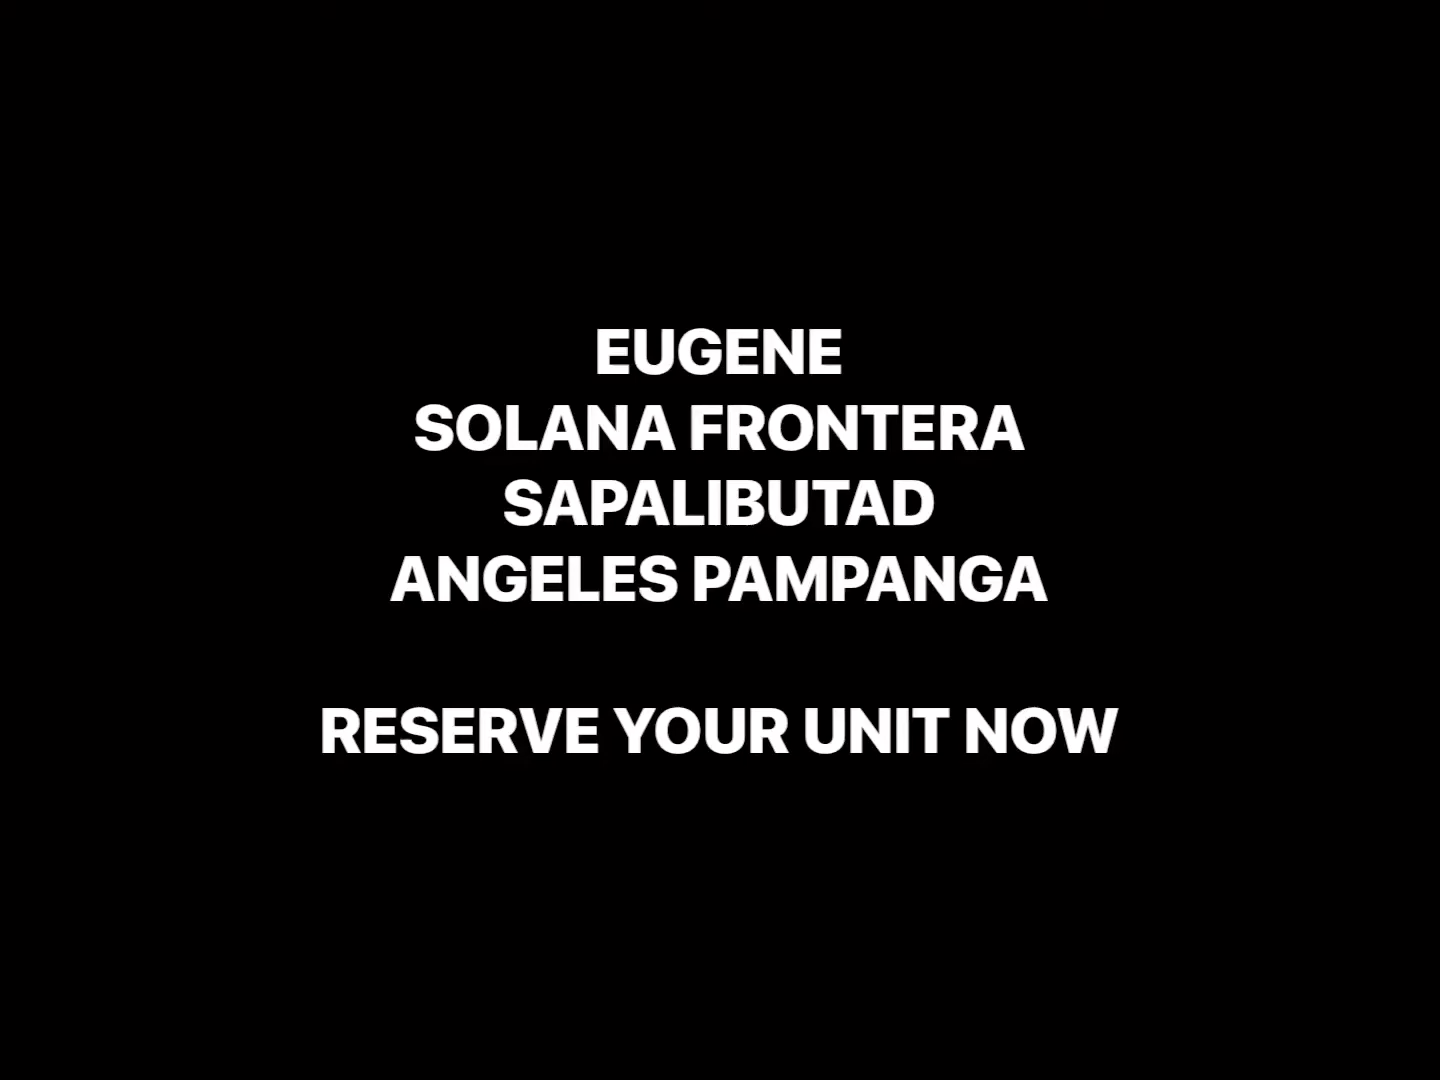 EUGENE
SOLANA FRONTERA
SAPALIBUTAD
ANGELES PAMPANGA
RESERVE YOUR UNIT NOW